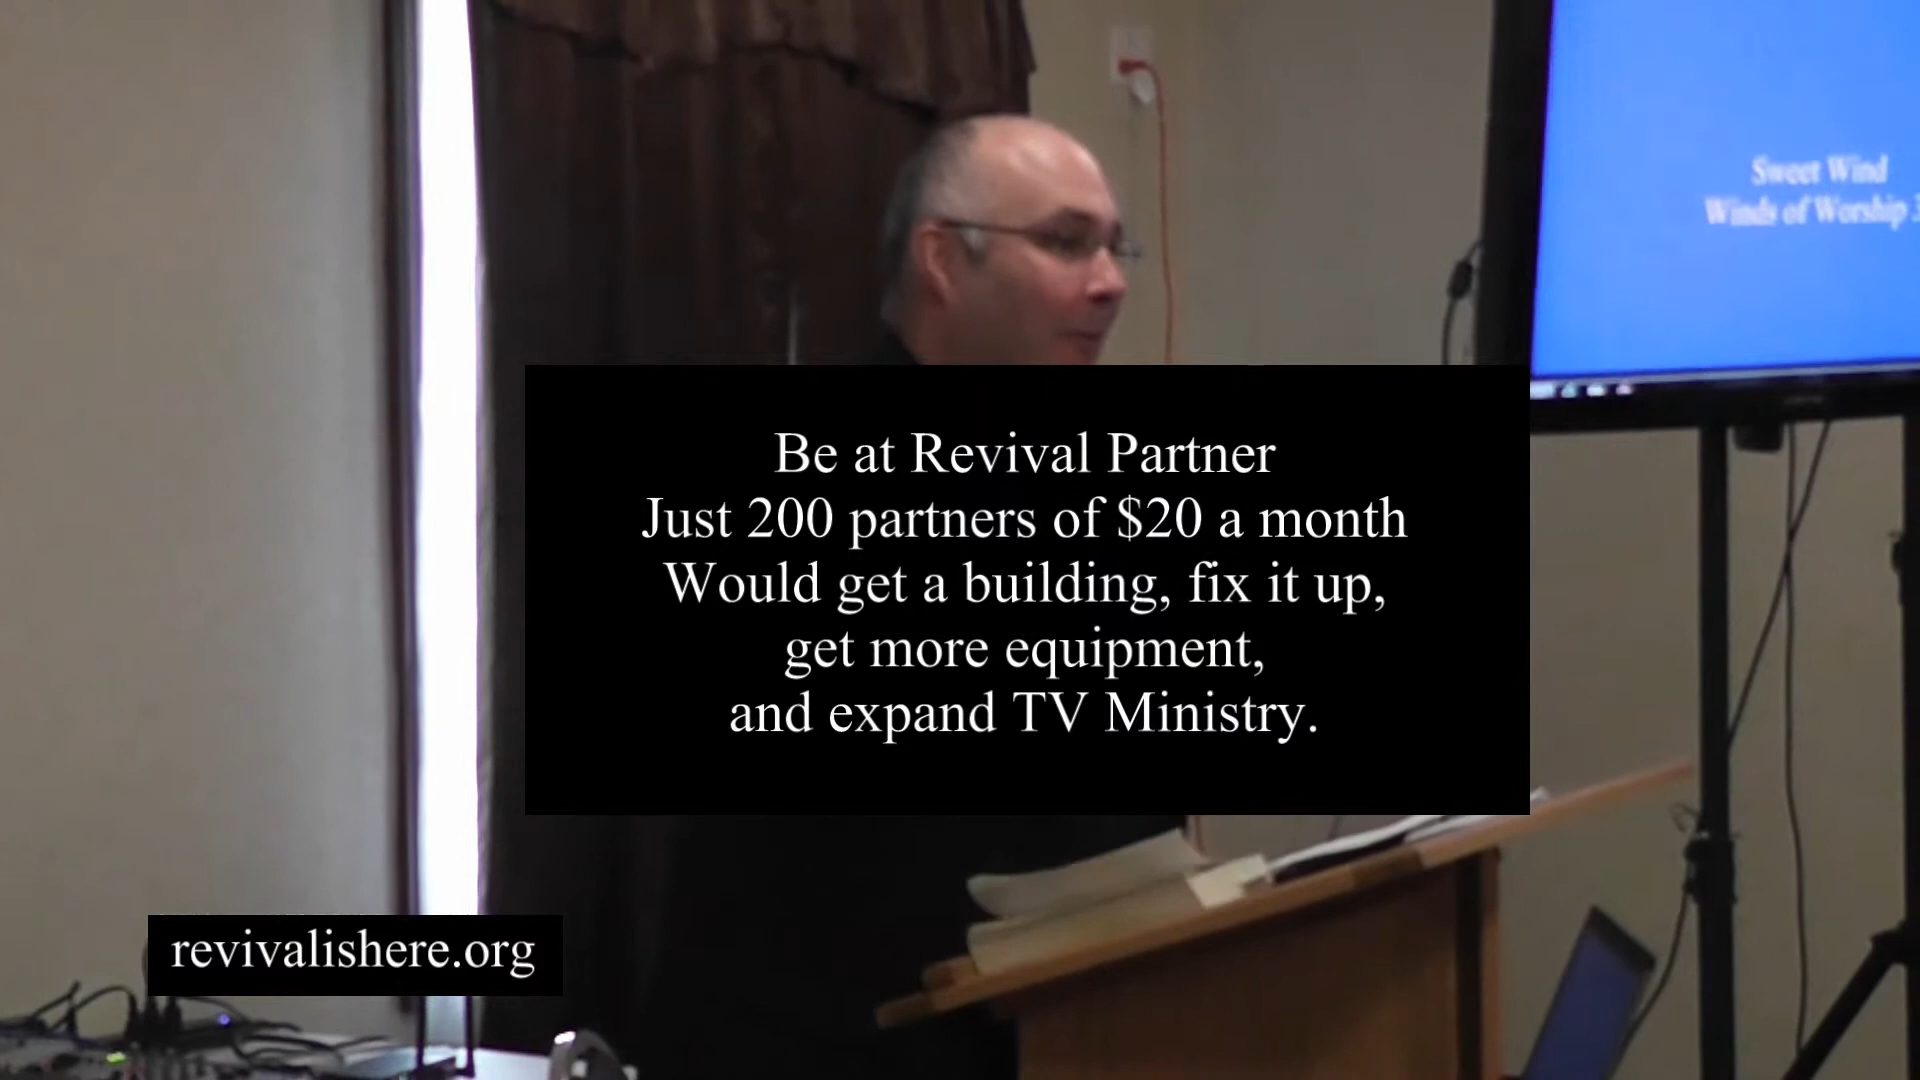 Sweet Wind
Winds of Worship 3
Be at Revival Partner
Just 200 partners of $20 a month
Would get a building, fix it up,
get more equipment,
and expand TV Ministry.
revivalishere.org